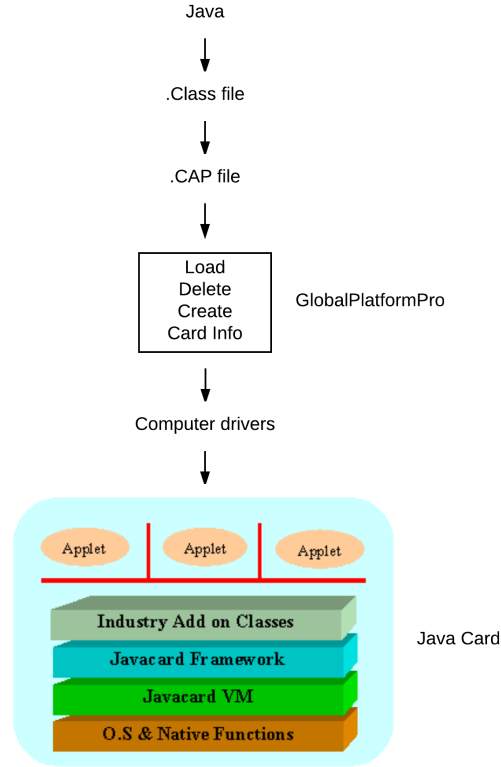 Java
.Class file
.CAP file
Load
Delete
Create
Card Info
GlobalPlatformPro
Computer drivers
Applet
Applet
Applet
Industry Add on Classes
Javacard Framework
Javacard VM
O.S & Native Functions
Java Card